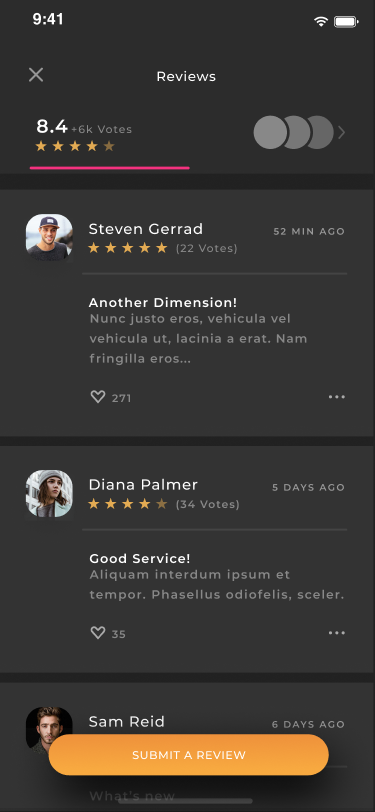 9:41
Reviews
8.4 +6k Votes
Steven Gerrad
52 MIN AGO
(22 Votes)
Another Dimension!
Nunc justo eros, vehicula vel
vehicula ut, lacinia a erat. Nam
fringilla eros...
271
Diana Palmer
5 DAYS AGO
(34 Votes)
Good Service!
Aliquam interdum ipsum et
tempor. Phasellus odiofelis, sceler.
35
Sam Reid
6 DAYS AGO
SUBMIT A REVIEW
What's new